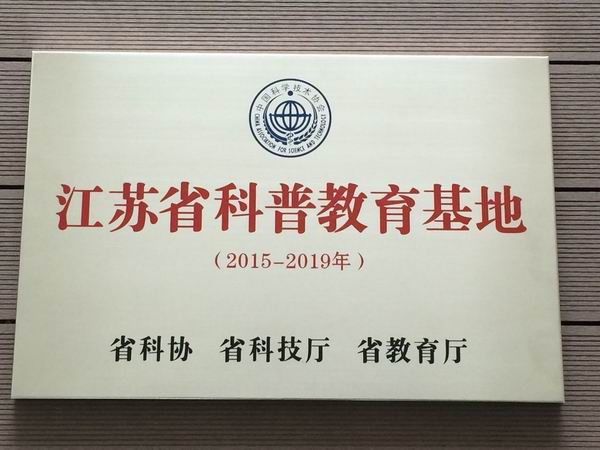 中国科学技术协会
CHINA ASSOCIATION FOR SCIENCE AND TECHNOLOGY
江苏省科普教育基地
(2015-2019年)
省科协 省科技厅 省教育厅